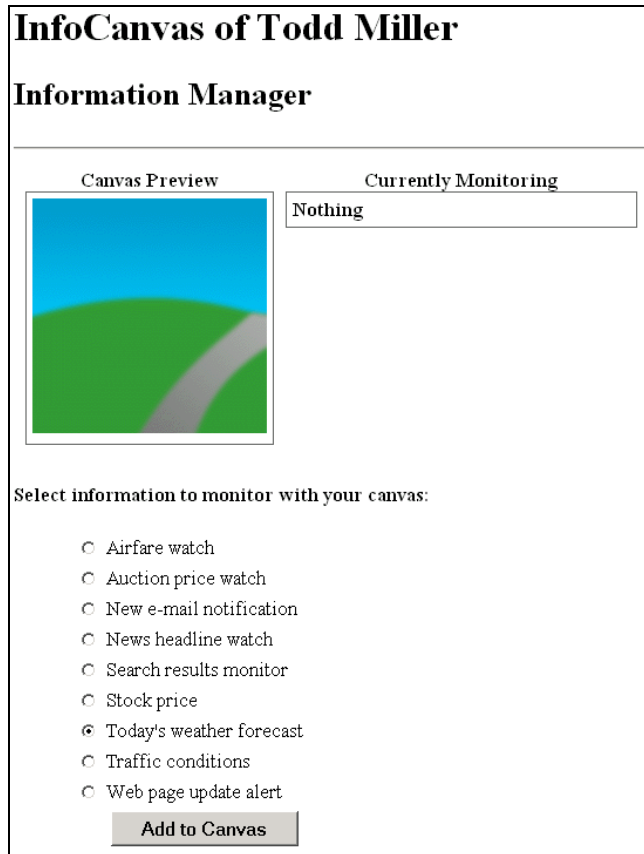 InfoCanvas of Todd Miller
Information Manager
Canvas Preview
Currently Monitoring
Nothing
Select information to monitor with your canvas:
Airfare watch
Auction price watch
New e-mail notification
News headline watch
Search results monitor
Stock price
Today's weather forecast
Traffic conditions
Web page update alert
Add to Canvas